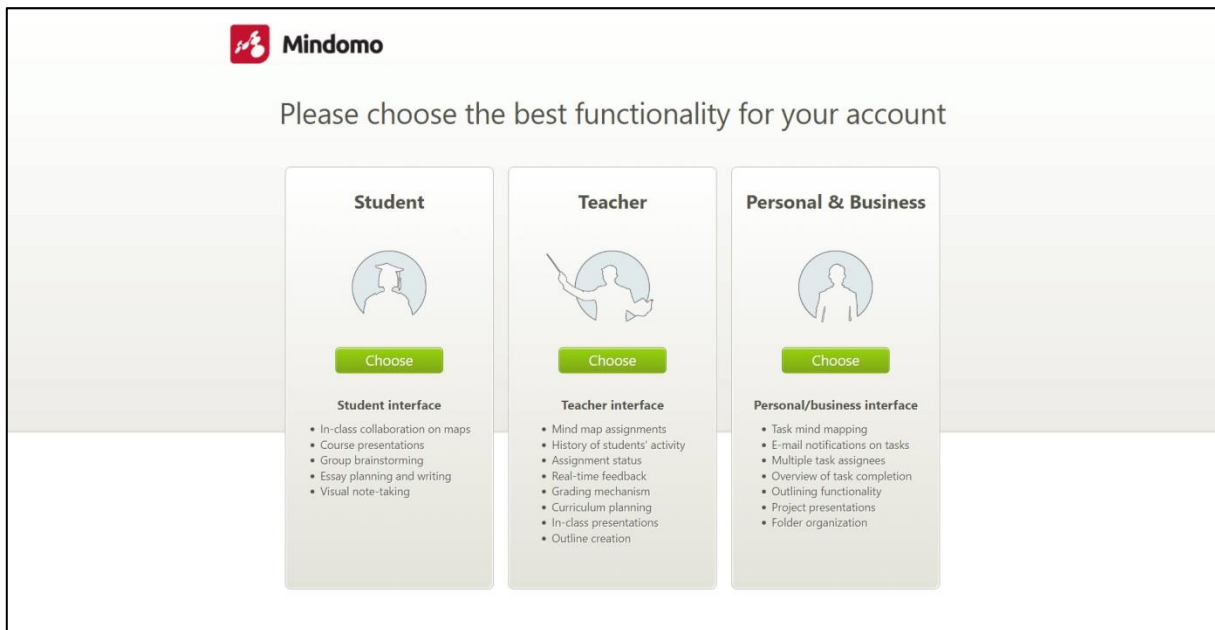 Mindomo
Please choose the best functionality for your account
Student
Choose
Student interface
• In-class collaboration on maps
• Course presentations
• Group brainstorming
• Essay planning and writing
• Visual note-taking
Teacher
Choose
Teacher interface
• Mind map assignments
• History of students' activity
• Assignment status
• Real-time feedback
• Grading mechanism
• Curriculum planning
• In-class presentations
• Outline creation
Personal & Business
Choose
Personal/business interface
• Task mind mapping
• E-mail notifications on tasks
• Multiple task assignees
• Overview of task completion
• Outlining functionality
• Project presentations
• Folder organization